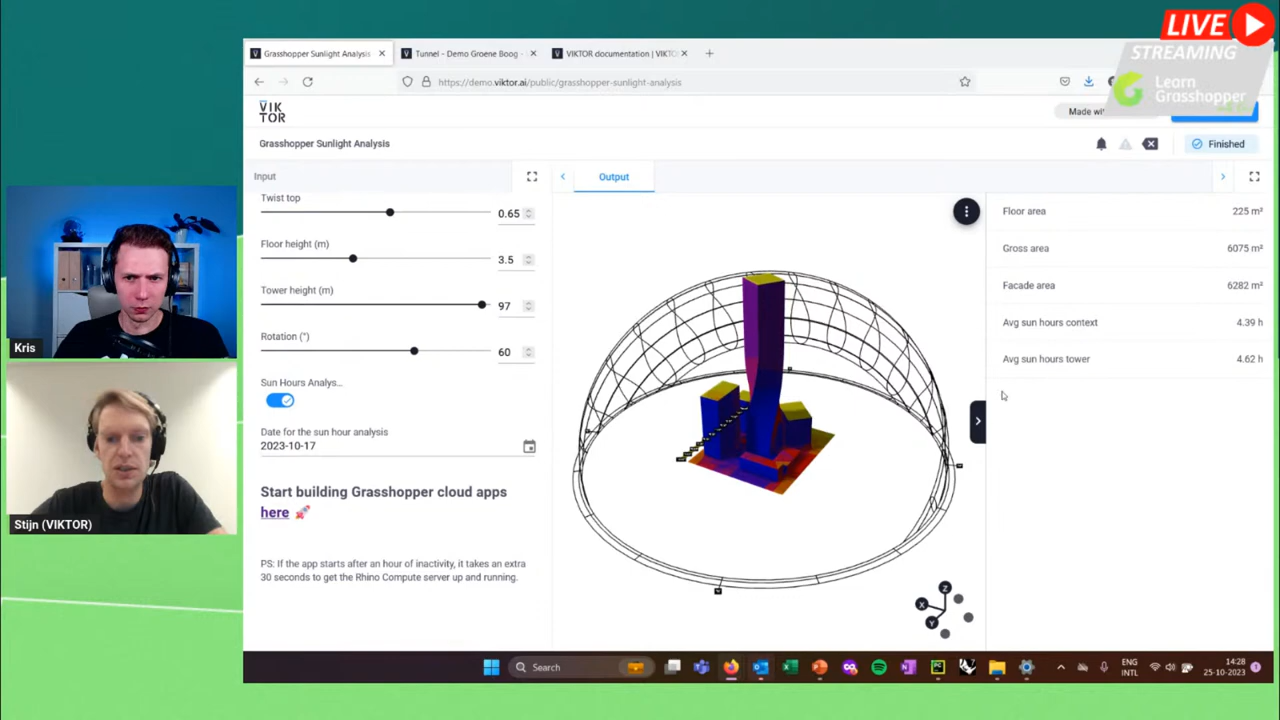 LIVE
STREAMING
Learn
Grasshopper
Grasshopper Sunlight Analysis
Tunnel - Demo Groene Boog -
VIKTOR documentation | VIKTO
https://demo.viktor.ai/public/grasshopper-sunlight-analysis
VIK
TOR
Made wi
Grasshopper Sunlight Analysis
Finished
Input
Output
Twist top
0.65
Floor height (m)
3.5
Tower height (m)
97
Rotation (°)
60
Sun Hours Analys...
Date for the sun hour analysis
2023-10-17
Start building Grasshopper cloud apps
here 🚀
PS: If the app starts after an hour of inactivity, it takes an extra
30 seconds to get the Rhino Compute server up and running.
Floor area 225 m²
Gross area 6075 m²
Facade area 6282 m²
Avg sun hours context 4.39 h
Avg sun hours tower 4.62 h
Z
X
Y
Kris
Stijn (VIKTOR)
Search
ENG
INTL
14:28
25-10-2023